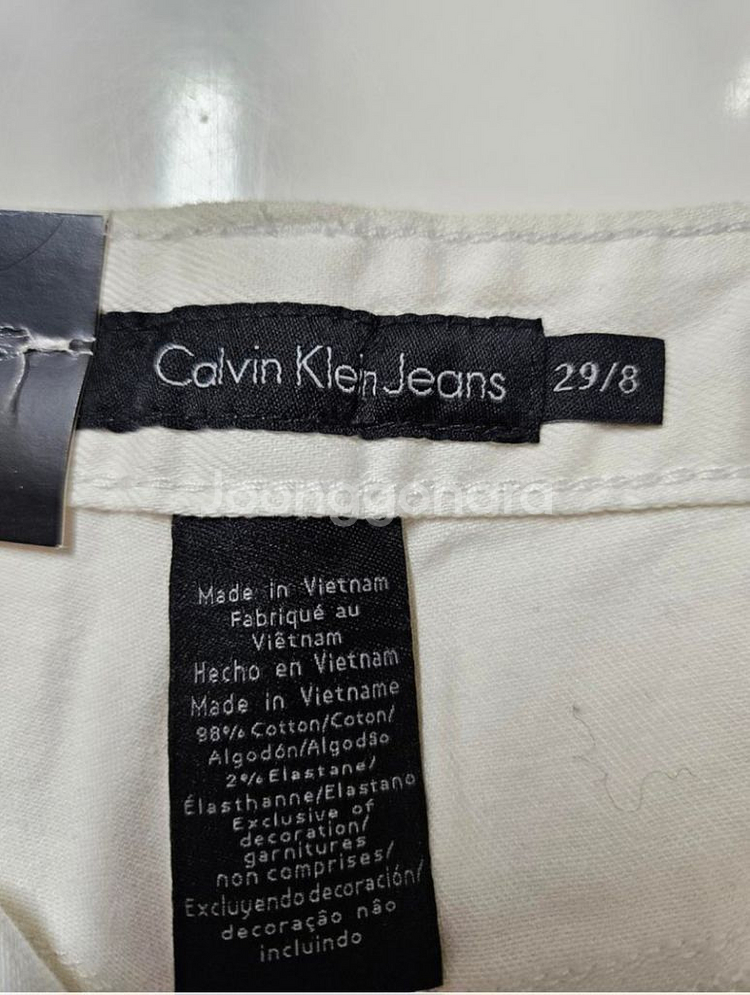 Calvin Klein Jeans
29/8
Joonggonara
Made in Vietnam
Fabriqué au
Viêtnam
Hecho en Vietnam
Made in Vietname
98% Cotton/Coton/
Algodón/Algodão
2% Elastane/
Élasthanne/Elastano
Exclusive of
decoration/
garnitures
non comprises/
Excluyendo decoración/
decoração não
incluindo